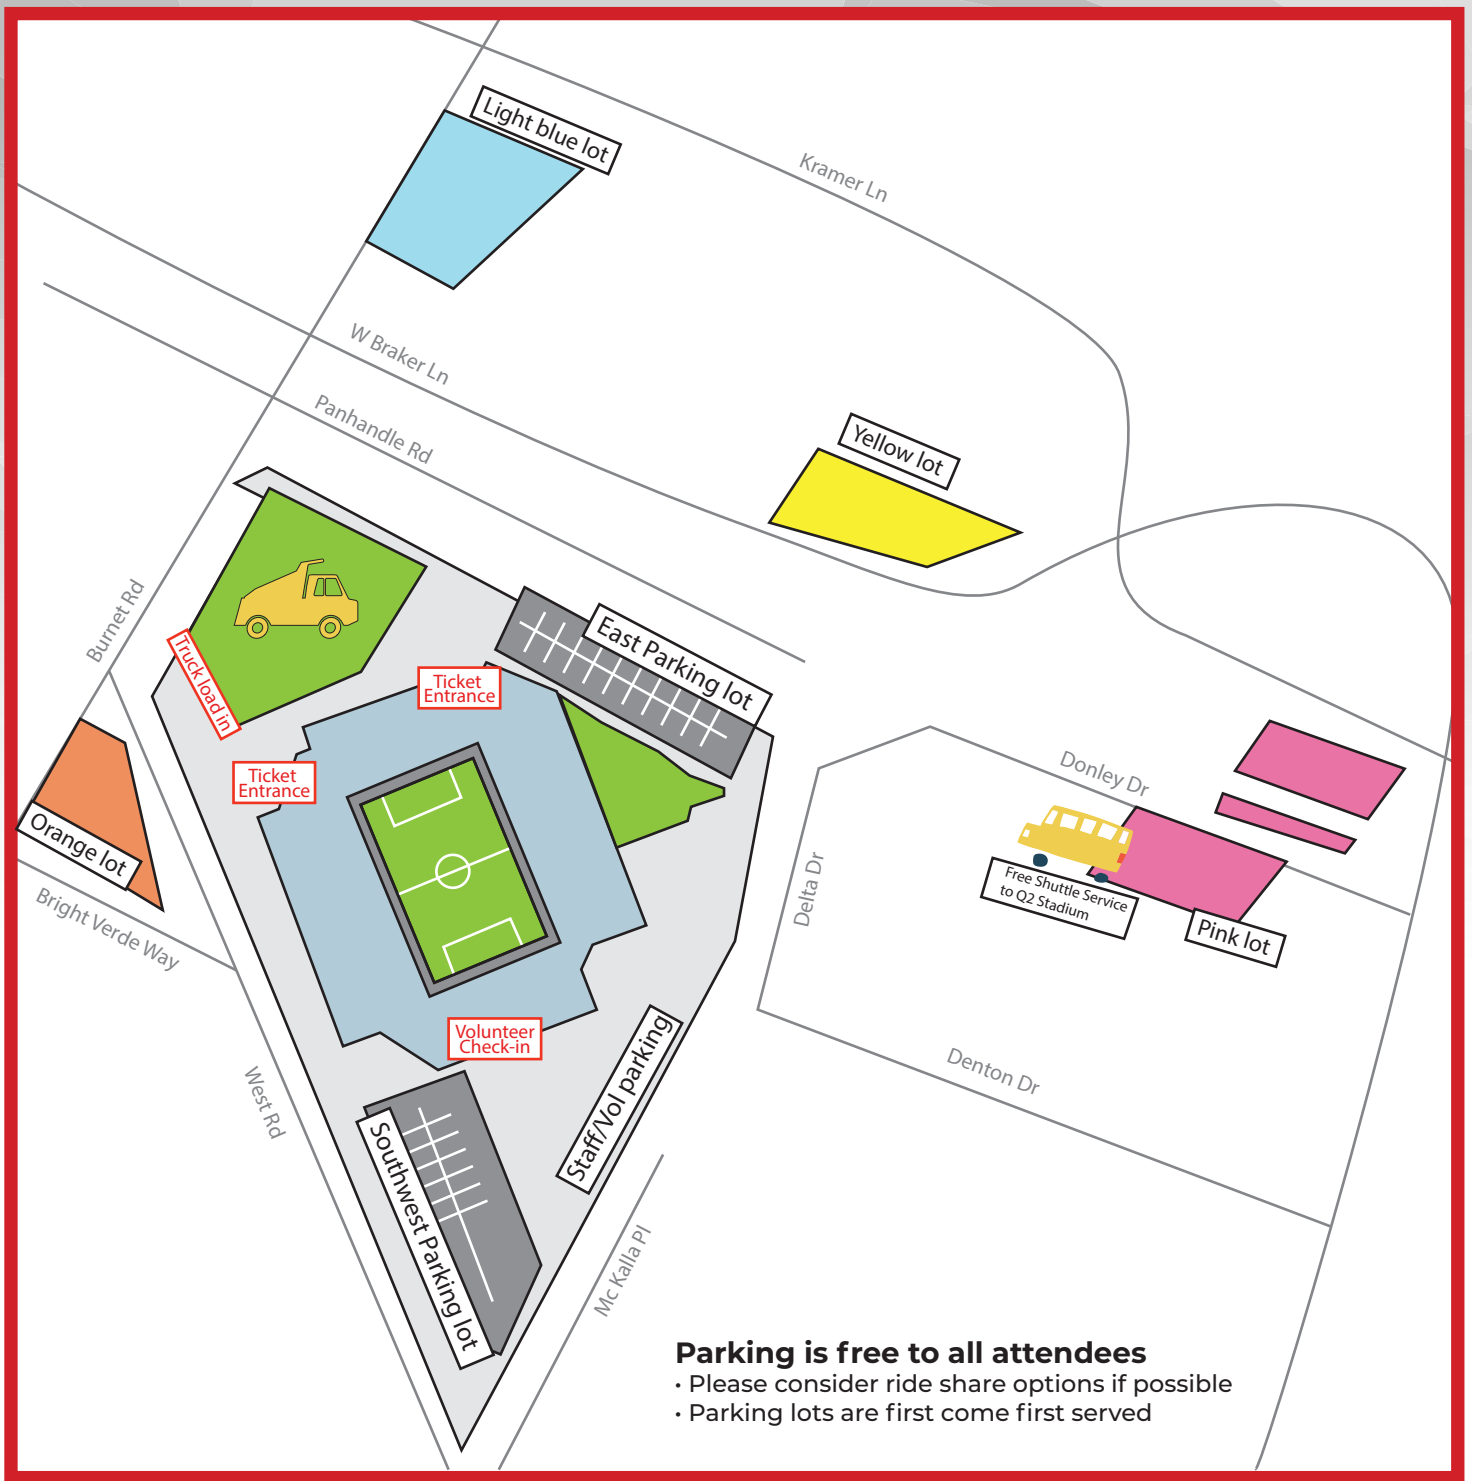 Light blue lot
Kramer Ln
W Braker Ln
Panhandle Rd
Yellow lot
Burnet Rd
East Parking lot
Truck load in
Ticket
Entrance
Ticket
Entrance
Orange lot
Donley Dr
Delta Dr
Free Shuttle Service
to Q2 Stadium
Pink lot
Bright Verde Way
Volunteer
Check-in
Staff/Vol parking
Denton Dr
West Rd
Southwest Parking lot
Mc Kalla Pl
Parking is free to all attendees
• Please consider ride share options if possible
• Parking lots are first come first served